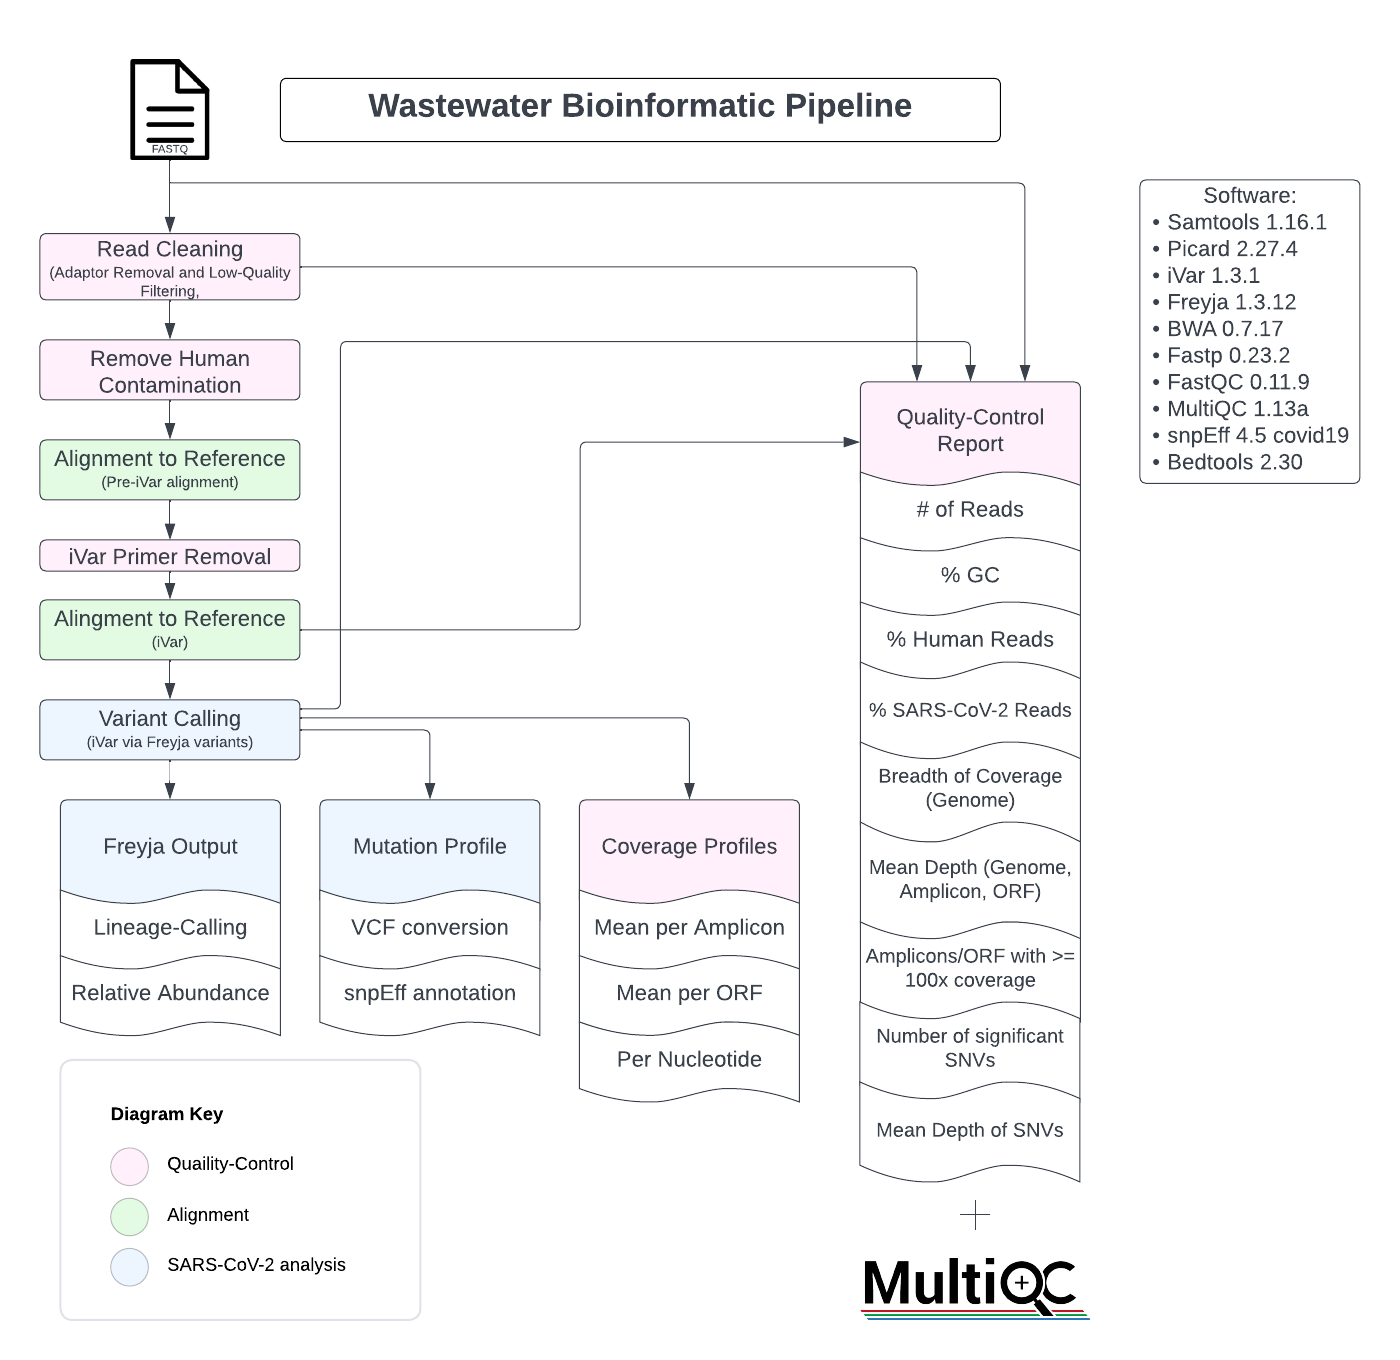 Wastewater Bioinformatic Pipeline
FASTQ
Software:
• Samtools 1.16.1
• Picard 2.27.4
• iVar 1.3.1
• Freyja 1.3.12
• BWA 0.7.17
• Fastp 0.23.2
• FastQC 0.11.9
• MultiQC 1.13a
• snpEff 4.5 covid19
• Bedtools 2.30
Read Cleaning
(Adaptor Removal and Low-Quality
Filtering,
Remove Human
Contamination
Alignment to Reference
(Pre-iVar alignment)
iVar Primer Removal
Alingment to Reference
(iVar)
Variant Calling
(iVar via Freyja variants)
Freyja Output
Lineage-Calling
Relative Abundance
Mutation Profile
VCF conversion
snpEff annotation
Coverage Profiles
Mean per Amplicon
Mean per ORF
Per Nucleotide
Quality-Control
Report
# of Reads
% GC
% Human Reads
% SARS-CoV-2 Reads
Breadth of Coverage
(Genome)
Mean Depth (Genome,
Amplicon, ORF)
Amplicons/ORF with >=
100x coverage
Number of significant
SNVs
Mean Depth of SNVs
MultiQC
Diagram Key
Quaility-Control
Alignment
SARS-CoV-2 analysis